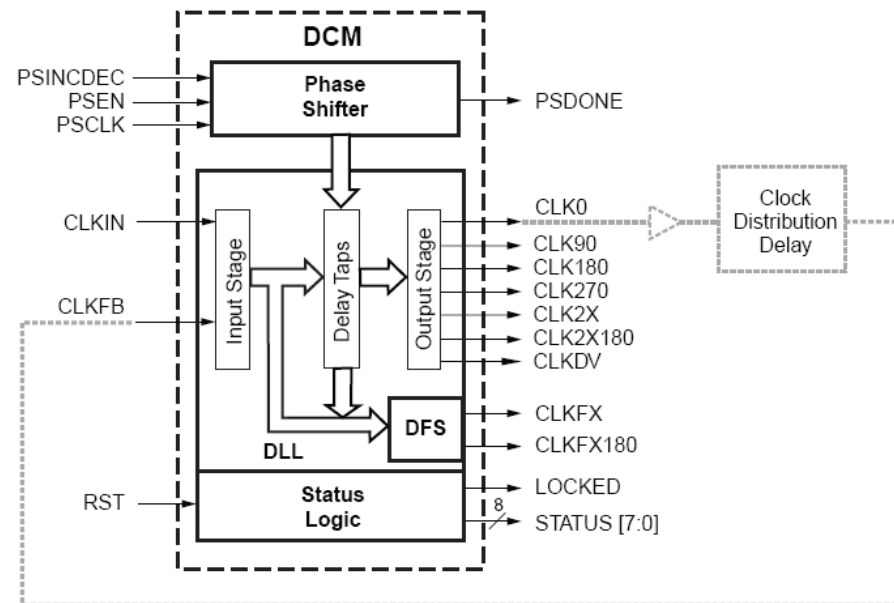 DCM
PSINCDEC
PSEN
PSCLK
Phase
Shifter
PSDONE
CLKIN
CLKFB
Input Stage
Delay Taps
Output Stage
CLK0
CLK90
CLK180
CLK270
CLK2X
CLK2X180
CLKDV
Clock
Distribution
Delay
DLL
DFS
CLKFX
CLKFX180
RST
Status
Logic
LOCKED
8
STATUS [7:0]